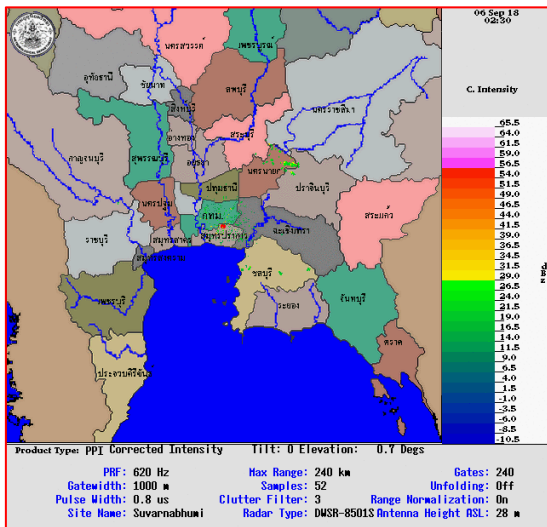 06 Sep 18
02:30
C. Intensity
65.5
64.0
61.5
59.0
56.5
54.0
51.5
49.0
46.5
44.0
41.5
39.0
36.5
34.0
31.5
29.0
26.5
24.0
21.5
19.0
16.5
14.0
11.5
9.0
6.5
4.0
1.5
-1.0
-3.5
-6.0
-8.5
-10.5
นครสวรรค์
เพชรบูรณ์
อุทัยธานี
ชัยนาท
ลพบุรี
สิงห์บุรี
นครราชสีมา
อ่างทอง
สระบุรี
กาญจนบุรี
สุพรรณบุรี
อยุธยา
นครนายก
ปราจีนบุรี
ปทุมธานี
นครปฐม
กทม.
สระแก้ว
ฉะเชิงเทรา
ราชบุรี
สมุทรสาคร
สมุทรปราการ
สมุทรสงคราม
ชลบุรี
เพชรบุรี
ระยอง
จันทบุรี
ตราด
ประจวบคีรีขันธ์
Product Type: PPI Corrected Intensity Tilt: 0 Elevation: 0.7 Degs
PRF: 620 Hz Max Range: 240 km Gates: 240
Gatewidth: 1000 m Samples: 52 Unfolding: Off
Pulse Width: 0.8 us Clutter Filter: 3 Range Normalization: On
Site Name: Suvarnabhumi Radar Type: DWSR-8501S Antenna Height ASL: 28 m